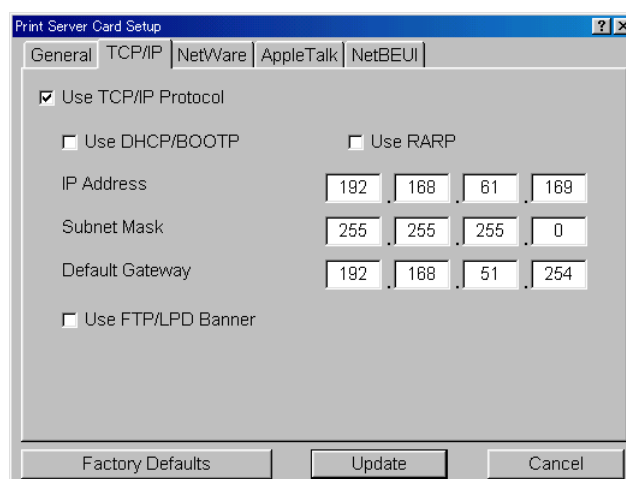 Print Server Card Setup
General TCP/IP NetWare AppleTalk NetBEUI
Use TCP/IP Protocol
Use DHCP/BOOTP Use RARP
IP Address 192 . 168 . 61 . 169
Subnet Mask 255 . 255 . 255 . 0
Default Gateway 192 . 168 . 51 . 254
Use FTP/LPD Banner
Factory Defaults Update Cancel